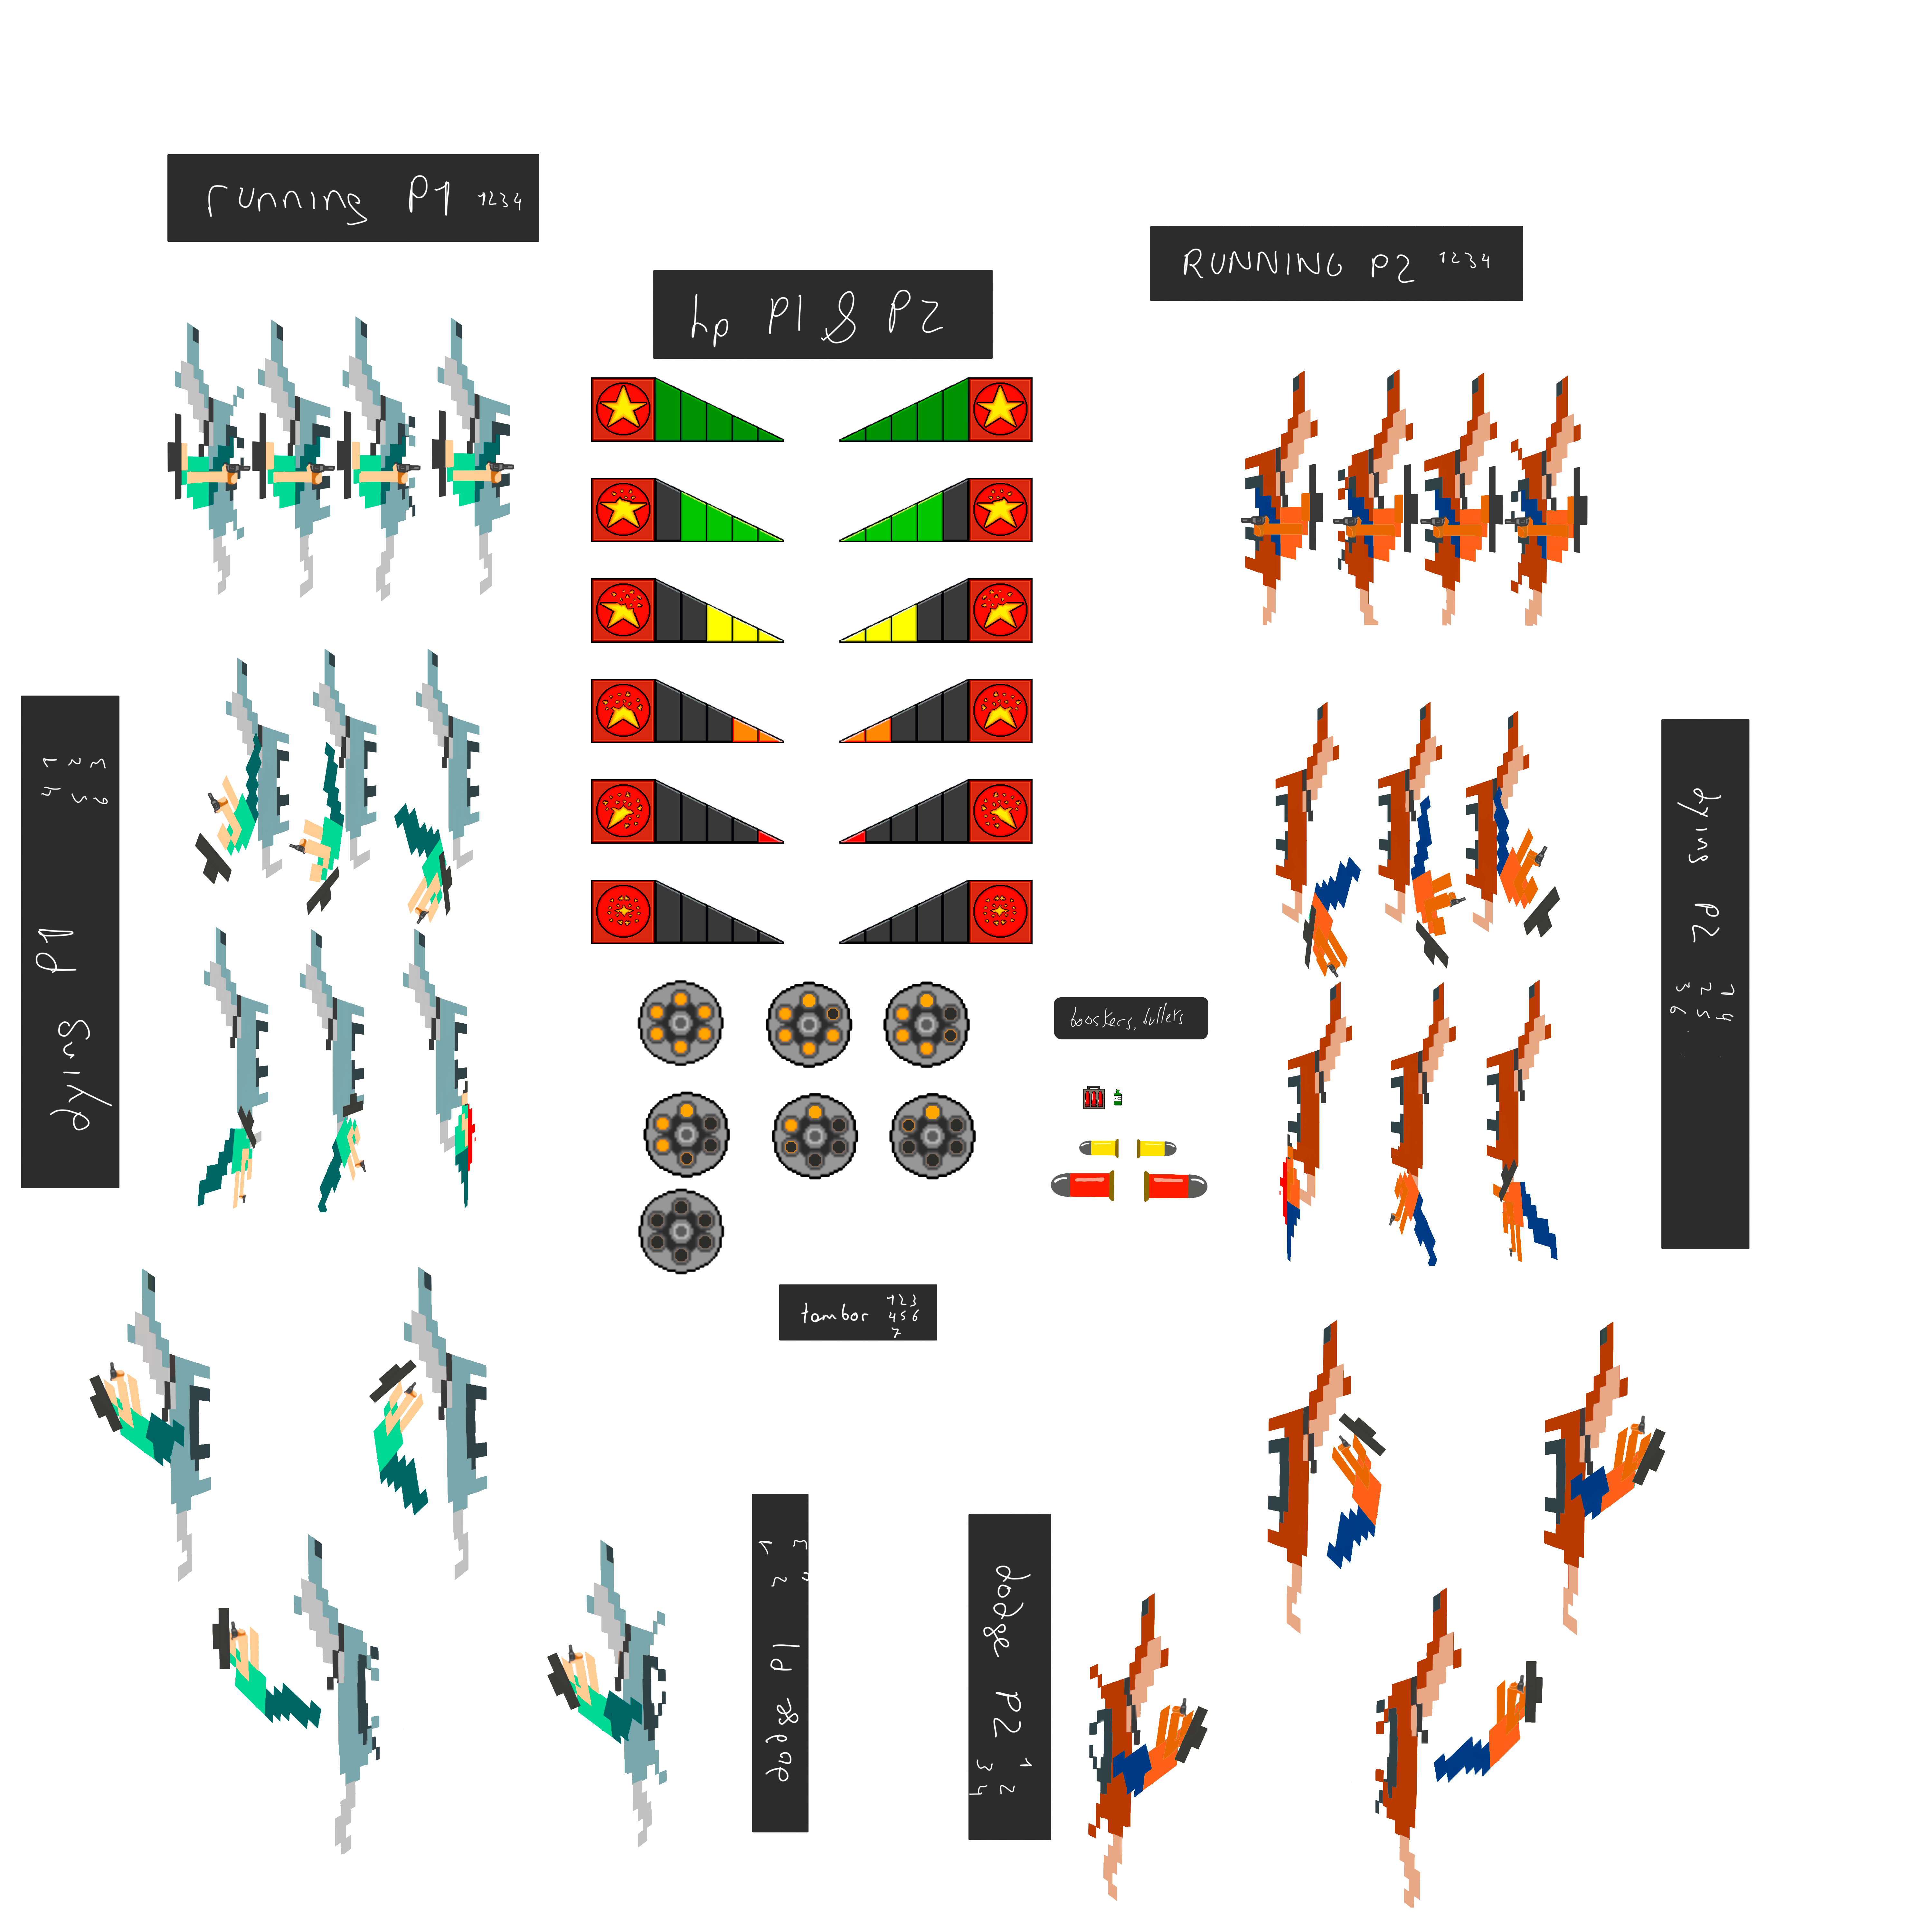 running P1 1234
RUNNING P2 1234
hp P1 & P2
dying P1
1 2 3
4 5 6
dying P2
1 4
2 5
3 6
boosters, bullets
tambor
123
456
7
dodge P1
1 3
2
dodge P2
1 2
3 4